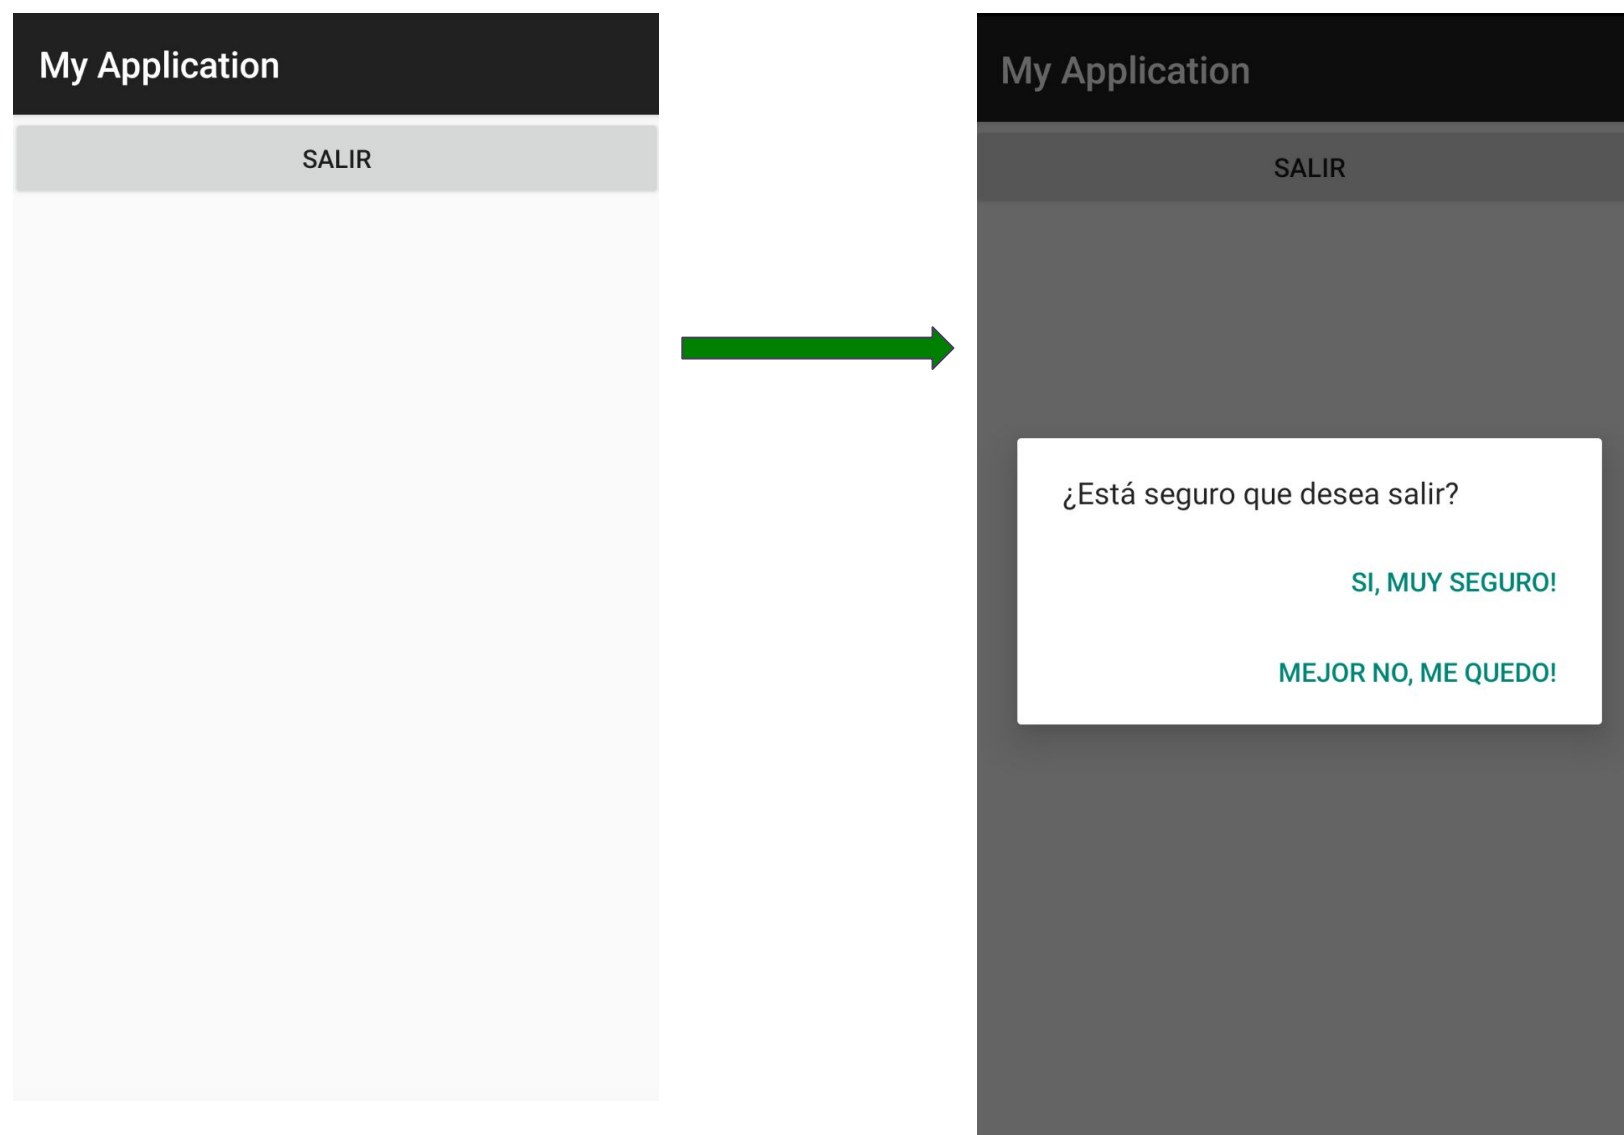 My Application
SALIR
My Application
SALIR
¿Está seguro que desea salir?
SI, MUY SEGURO!
MEJOR NO, ME QUEDO!